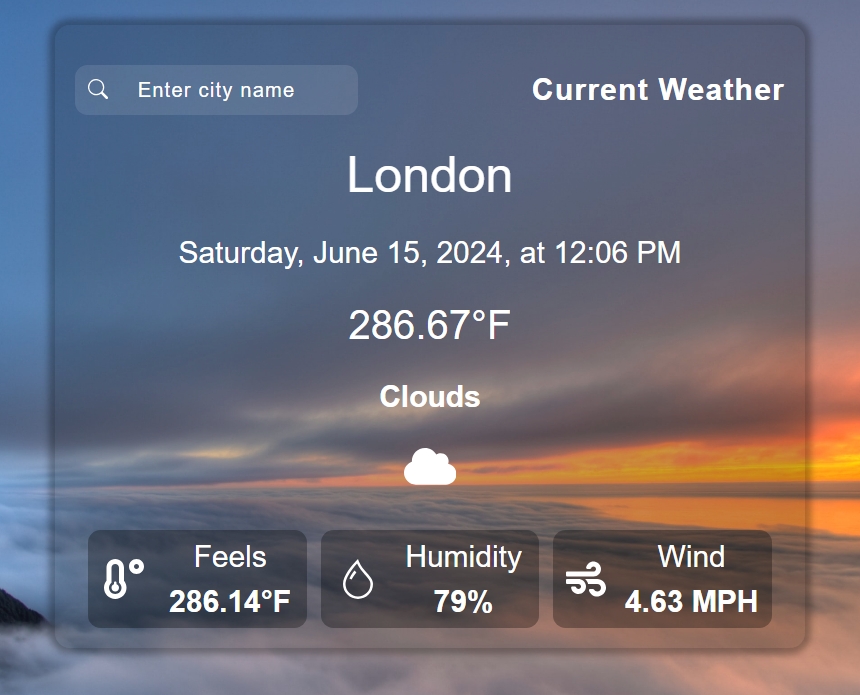 Enter city name
Current Weather
London
Saturday, June 15, 2024, at 12:06 PM
286.67°F
Clouds
Feels
286.14°F
Humidity
79%
Wind
4.63 MPH